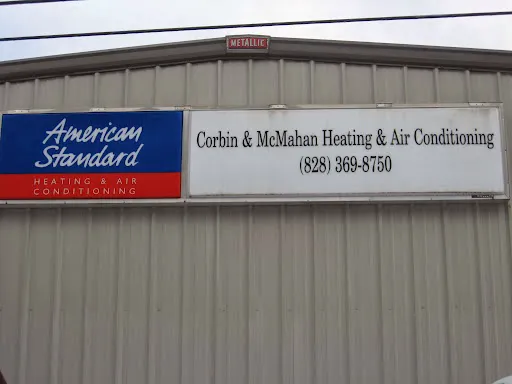 METALLIC
American
Standard
HEATING & AIR
CONDITIONING
Corbin & McMahan Heating & Air Conditioning
(828) 369-8750